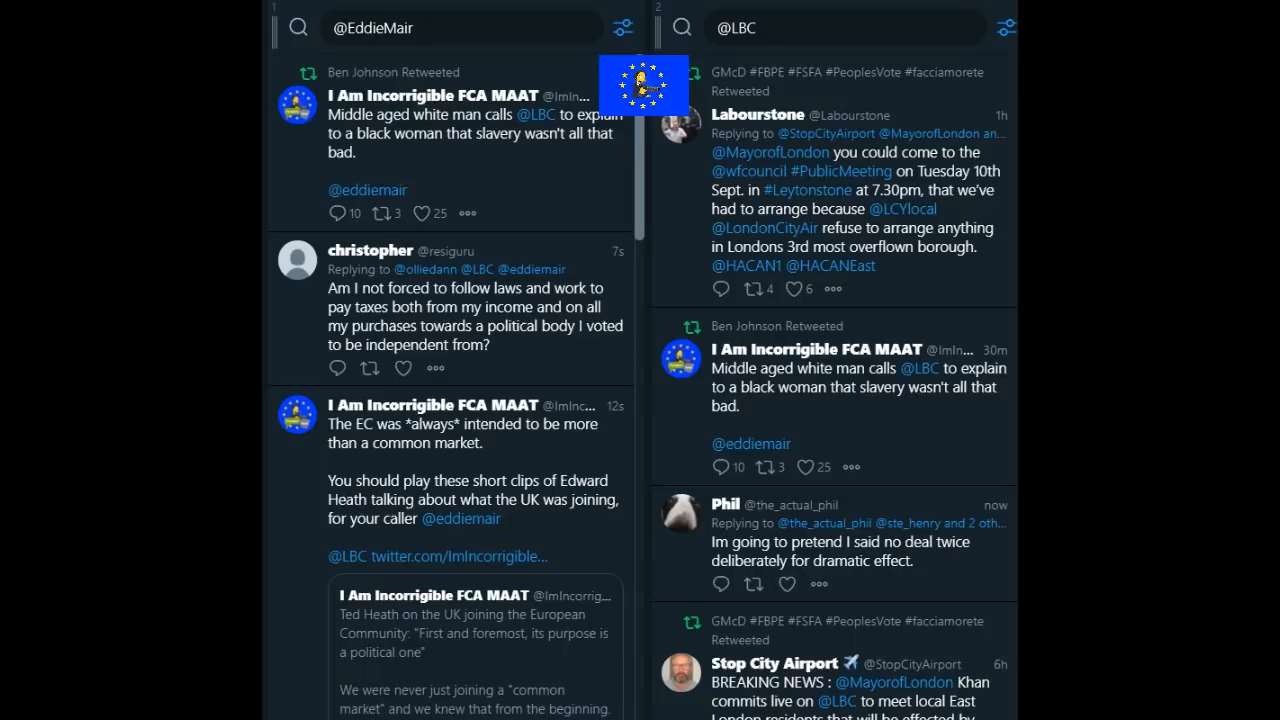 1
@EddieMair
Ben Johnson Retweeted
I Am Incorrigible FCA MAAT @ImIn...
Middle aged white man calls @LBC to explain
to a black woman that slavery wasn't all that
bad.
@eddiemair
10 3 25
christopher @resiguru 7s
Replying to @olliedann @LBC @eddiemair
Am I not forced to follow laws and work to
pay taxes both from my income and on all
my purchases towards a political body I voted
to be independent from?
I Am Incorrigible FCA MAAT @ImInc... 12s
The EC was *always* intended to be more
than a common market.
You should play these short clips of Edward
Heath talking about what the UK was joining,
for your caller @eddiemair
@LBC twitter.com/ImIncorrigible...
I Am Incorrigible FCA MAAT @ImIncorrig...
Ted Heath on the UK joining the European
Community: "First and foremost, its purpose is
a political one"
We were never just joining a "common
market" and we knew that from the beginning.
2
@LBC
GMcD #FBPE #FSFA #PeoplesVote #facciamorete
Retweeted
Labourstone @Labourstone 1h
Replying to @StopCityAirport @MayorofLondon an...
@MayorofLondon you could come to the
@wfcouncil #PublicMeeting on Tuesday 10th
Sept. in #Leytonstone at 7.30pm, that we've
had to arrange because @LCYlocal
@LondonCityAir refuse to arrange anything
in Londons 3rd most overflown borough.
@HACAN1 @HACANEast
4 6
Ben Johnson Retweeted
I Am Incorrigible FCA MAAT @ImIn... 30m
Middle aged white man calls @LBC to explain
to a black woman that slavery wasn't all that
bad.
@eddiemair
10 3 25
Phil @the_actual_phil now
Replying to @the_actual_phil @ste_henry and 2 oth...
Im going to pretend I said no deal twice
deliberately for dramatic effect.
GMcD #FBPE #FSFA #PeoplesVote #facciamorete
Retweeted
Stop City Airport @StopCityAirport 6h
BREAKING NEWS : @MayorofLondon Khan
commits live on @LBC to meet local East
London residents that will be effected by